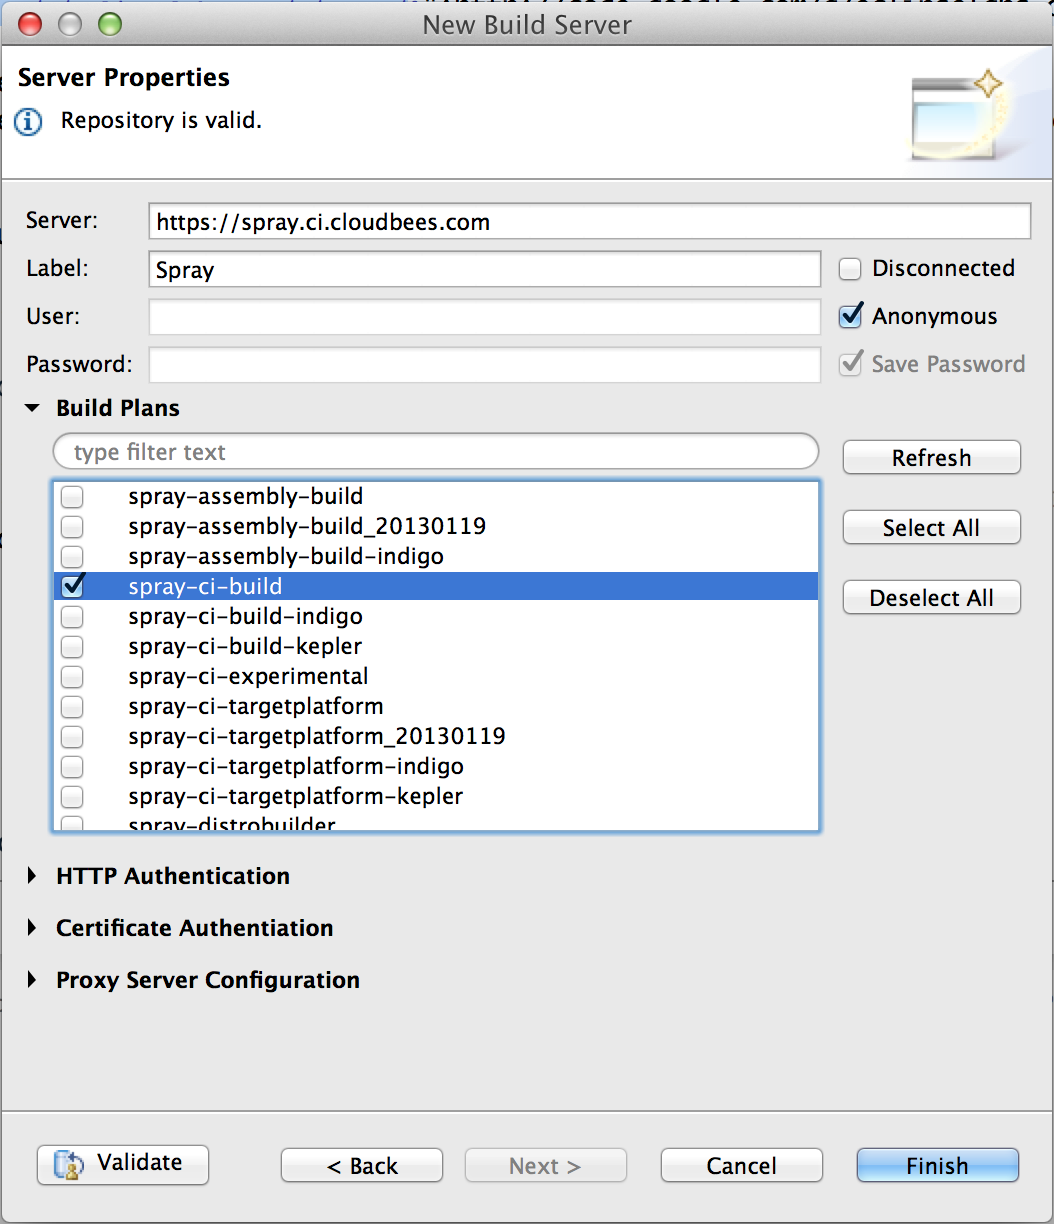 New Build Server
Server Properties
Repository is valid.
Server: https://spray.ci.cloudbees.com
Label: Spray Disconnected
User: Anonymous
Password: Save Password
Build Plans
type filter text Refresh
spray-assembly-build
spray-assembly-build_20130119 Select All
spray-assembly-build-indigo
spray-ci-build Deselect All
spray-ci-build-indigo
spray-ci-build-kepler
spray-ci-experimental
spray-ci-targetplatform
spray-ci-targetplatform_20130119
spray-ci-targetplatform-indigo
spray-ci-targetplatform-kepler
spray-distrobuilder
HTTP Authentication
Certificate Authentiation
Proxy Server Configuration
Validate < Back Next > Cancel Finish